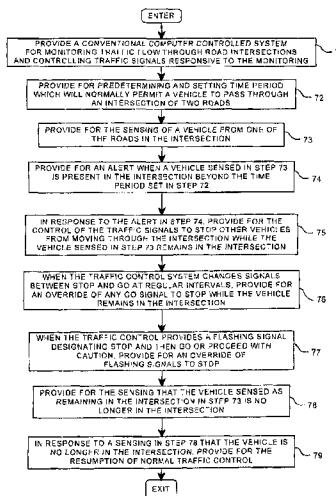 ENTER
PROVIDE A CONVENTIONAL COMPUTER CONTROLLED SYSTEM
FOR MONITORING TRAFFIC FLOW THROUGH ROAD INTERSECTIONS
AND CONTROLLING TRAFFIC SIGNALS RESPONSIVE TO THE MONITORING
PROVIDE FOR PREDETERMINING AND SETTING TIME PERIOD
WHICH WILL NORMALLY PERMIT A VEHICLE TO PASS THROUGH
AN INTERSECTION OF TWO ROADS
72
PROVIDE FOR THE SENSING OF A VEHICLE FROM ONE OF
THE ROADS IN THE INTERSECTION
73
PROVIDE FOR AN ALERT WHEN A VEHICLE SENSED IN STEP 73
IS PRESENT IN THE INTERSECTION BEYOND THE TIME
PERIOD SET IN STEP 72
74
IN RESPONSE TO THE ALERT IN STEP 74, PROVIDE FOR THE
CONTROL OF THE TRAFFIC SIGNALS TO STOP OTHER VEHICLES
FROM MOVING THROUGH THE INTERSECTION WHILE THE
VEHICLE SENSED IN STEP 73 REMAINS IN THE INTERSECTION
75
WHEN THE TRAFFIC CONTROL SYSTEM CHANGES SIGNALS
BETWEEN STOP AND GO AT REGULAR INTERVALS, PROVIDE FOR
AN OVERRIDE OF ANY GO SIGNAL TO STOP WHILE THE VEHICLE
REMAINS IN THE INTERSECTION
76
WHEN THE TRAFFIC CONTROL PROVIDES A FLASHING SIGNAL
DESIGNATING STOP AND THEN GO OR PROCEED WITH
CAUTION, PROVIDE FOR AN OVERRIDE OF
FLASHING SIGNALS TO STOP
77
PROVIDE FOR THE SENSING THAT THE VEHICLE SENSED AS
REMAINING IN THE INTERSECTION IN STEP 73 IS NO
LONGER IN THE INTERSECTION
78
IN RESPONSE TO A SENSING IN STEP 78 THAT THE VEHICLE IS
NO LONGER IN THE INTERSECTION, PROVIDE FOR THE
RESUMPTION OF NORMAL TRAFFIC CONTROL
79
EXIT